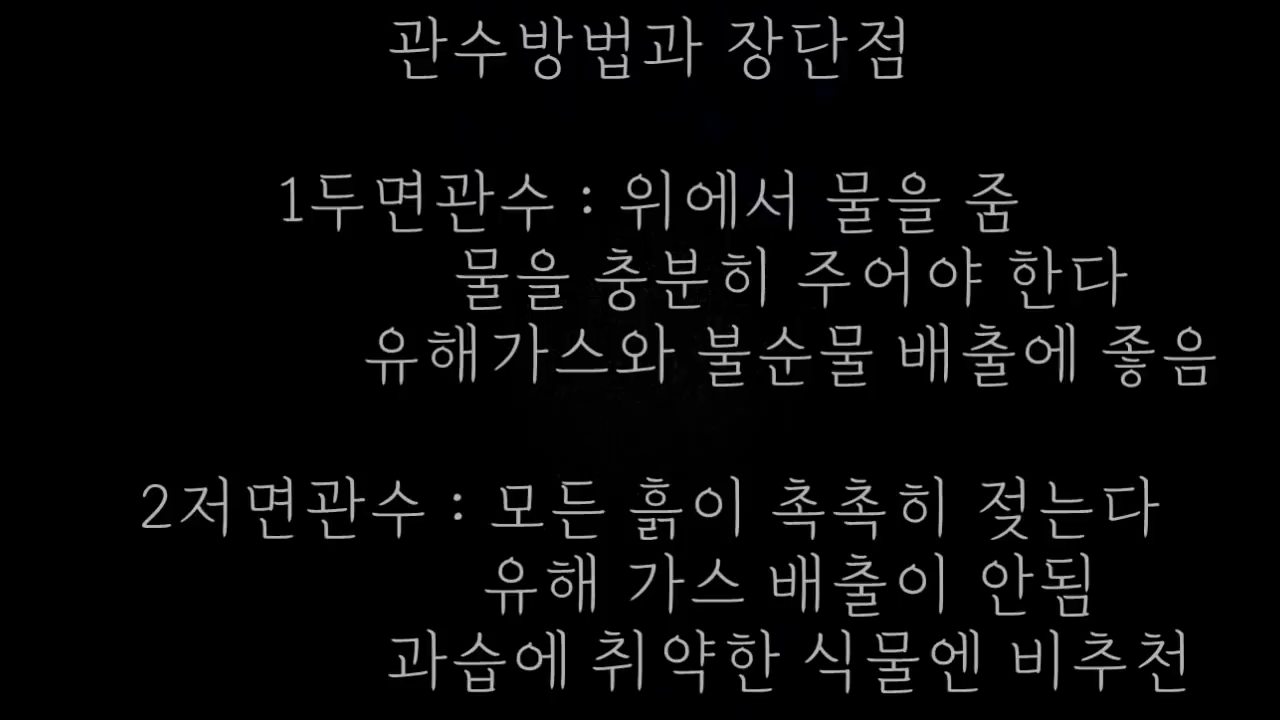 관수방법과 장단점
1두면관수 : 위에서 물을 줌
물을 충분히 주어야 한다
유해가스와 불순물 배출에 좋음
2저면관수 : 모든 흙이 촉촉히 젖는다
유해 가스 배출이 안됨
과습에 취약한 식물엔 비추천